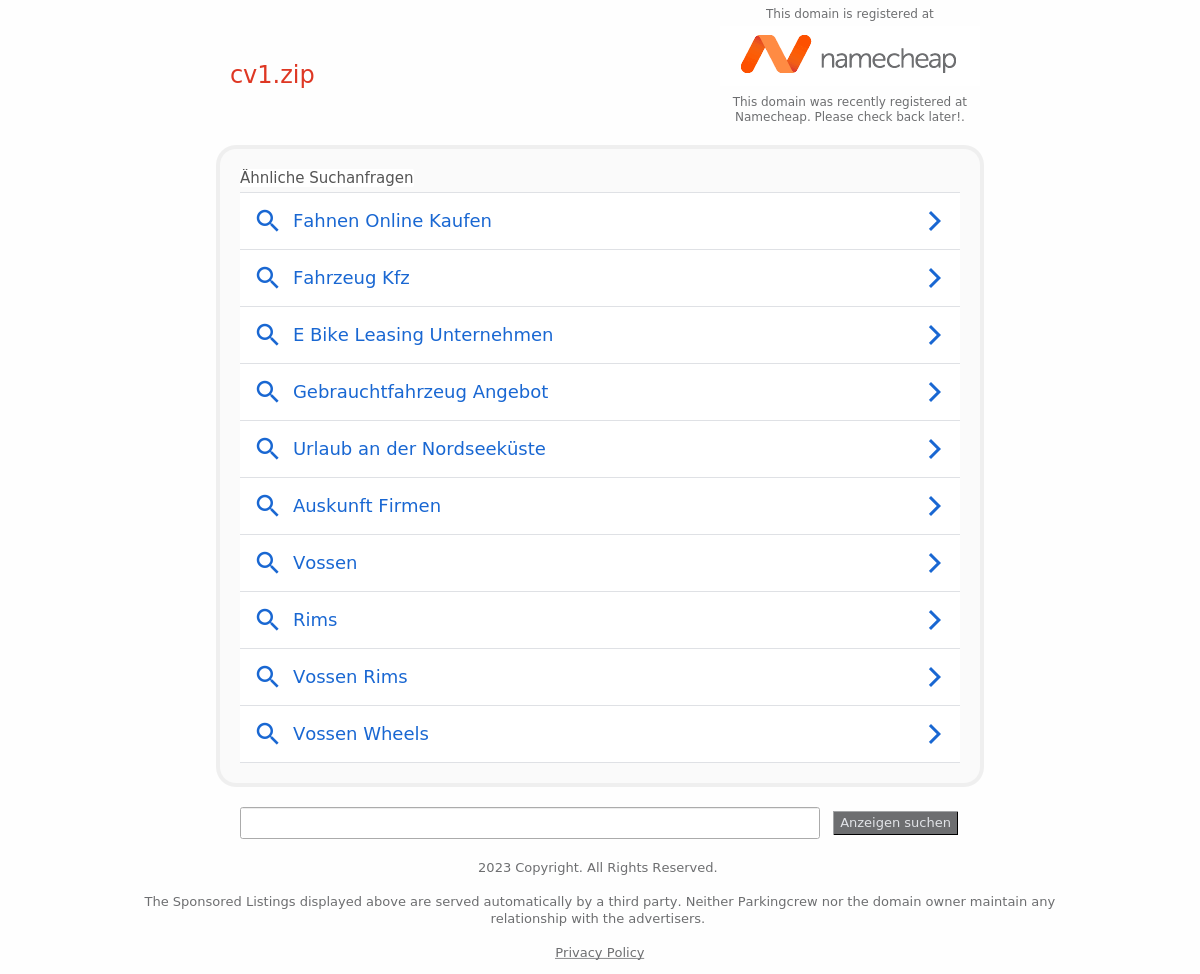 This domain is registered at
namecheap
cv1.zip
This domain was recently registered at
Namecheap. Please check back later!.
Ähnliche Suchanfragen
Fahnen Online Kaufen
Fahrzeug Kfz
E Bike Leasing Unternehmen
Gebrauchtfahrzeug Angebot
Urlaub an der Nordseeküste
Auskunft Firmen
Vossen
Rims
Vossen Rims
Vossen Wheels
Anzeigen suchen
2023 Copyright. All Rights Reserved.
The Sponsored Listings displayed above are served automatically by a third party. Neither Parkingcrew nor the domain owner maintain any
relationship with the advertisers.
Privacy Policy